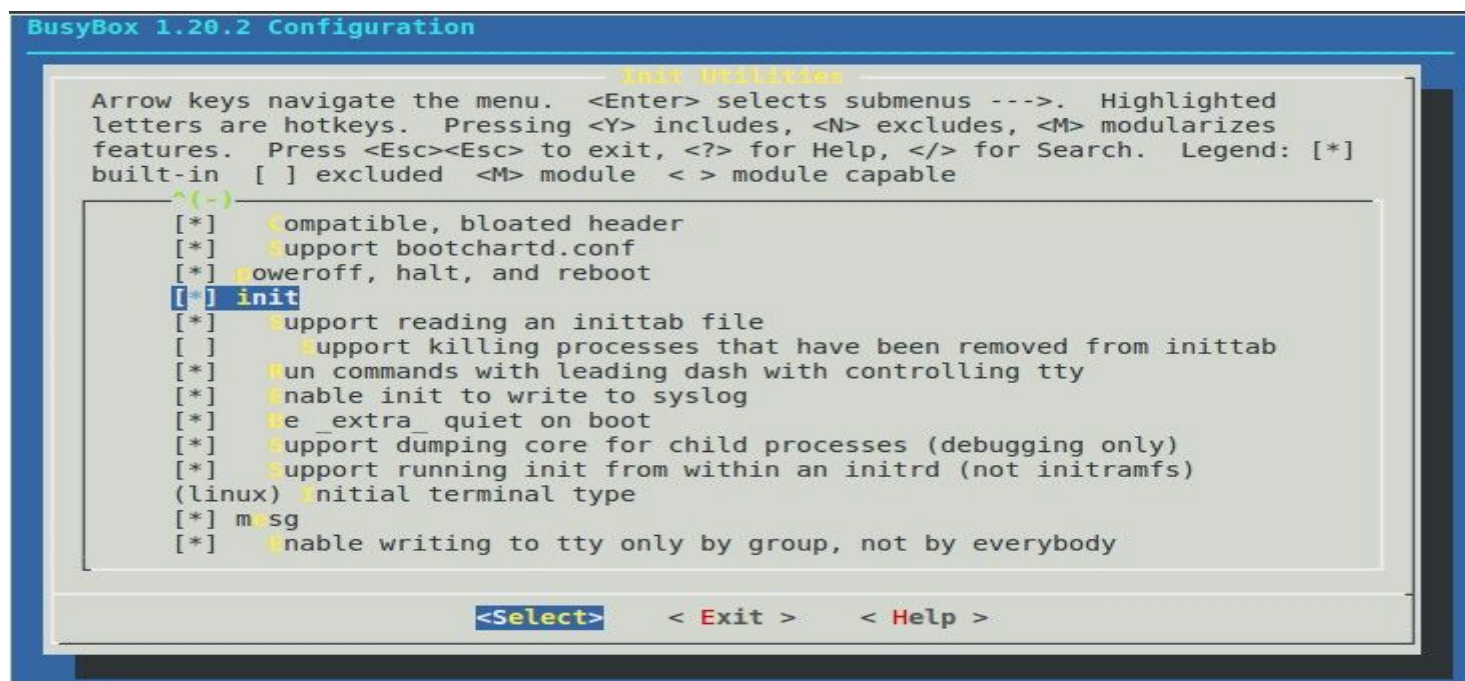 BusyBox 1.20.2 Configuration
Init Utilities
Arrow keys navigate the menu.  <Enter> selects submenus --->.  Highlighted
letters are hotkeys.  Pressing <Y> includes, <N> excludes, <M> modularizes
features.  Press <Esc><Esc> to exit, <?> for Help, </> for Search.  Legend: [*]
built-in  [ ] excluded  <M> module  < > module capable
^(-)
[*]   Compatible, bloated header
[*]   Support bootchartd.conf
[*] poweroff, halt, and reboot
[*] init
[*]   Support reading an inittab file
[ ]     Support killing processes that have been removed from inittab
[*]   Run commands with leading dash with controlling tty
[*]   Enable init to write to syslog
[*]   Be _extra_ quiet on boot
[*]   Support dumping core for child processes (debugging only)
[*]   Support running init from within an initrd (not initramfs)
(linux) Initial terminal type
[*] mesg
[*]   Enable writing to tty only by group, not by everybody
<Select>    < Exit >    < Help >